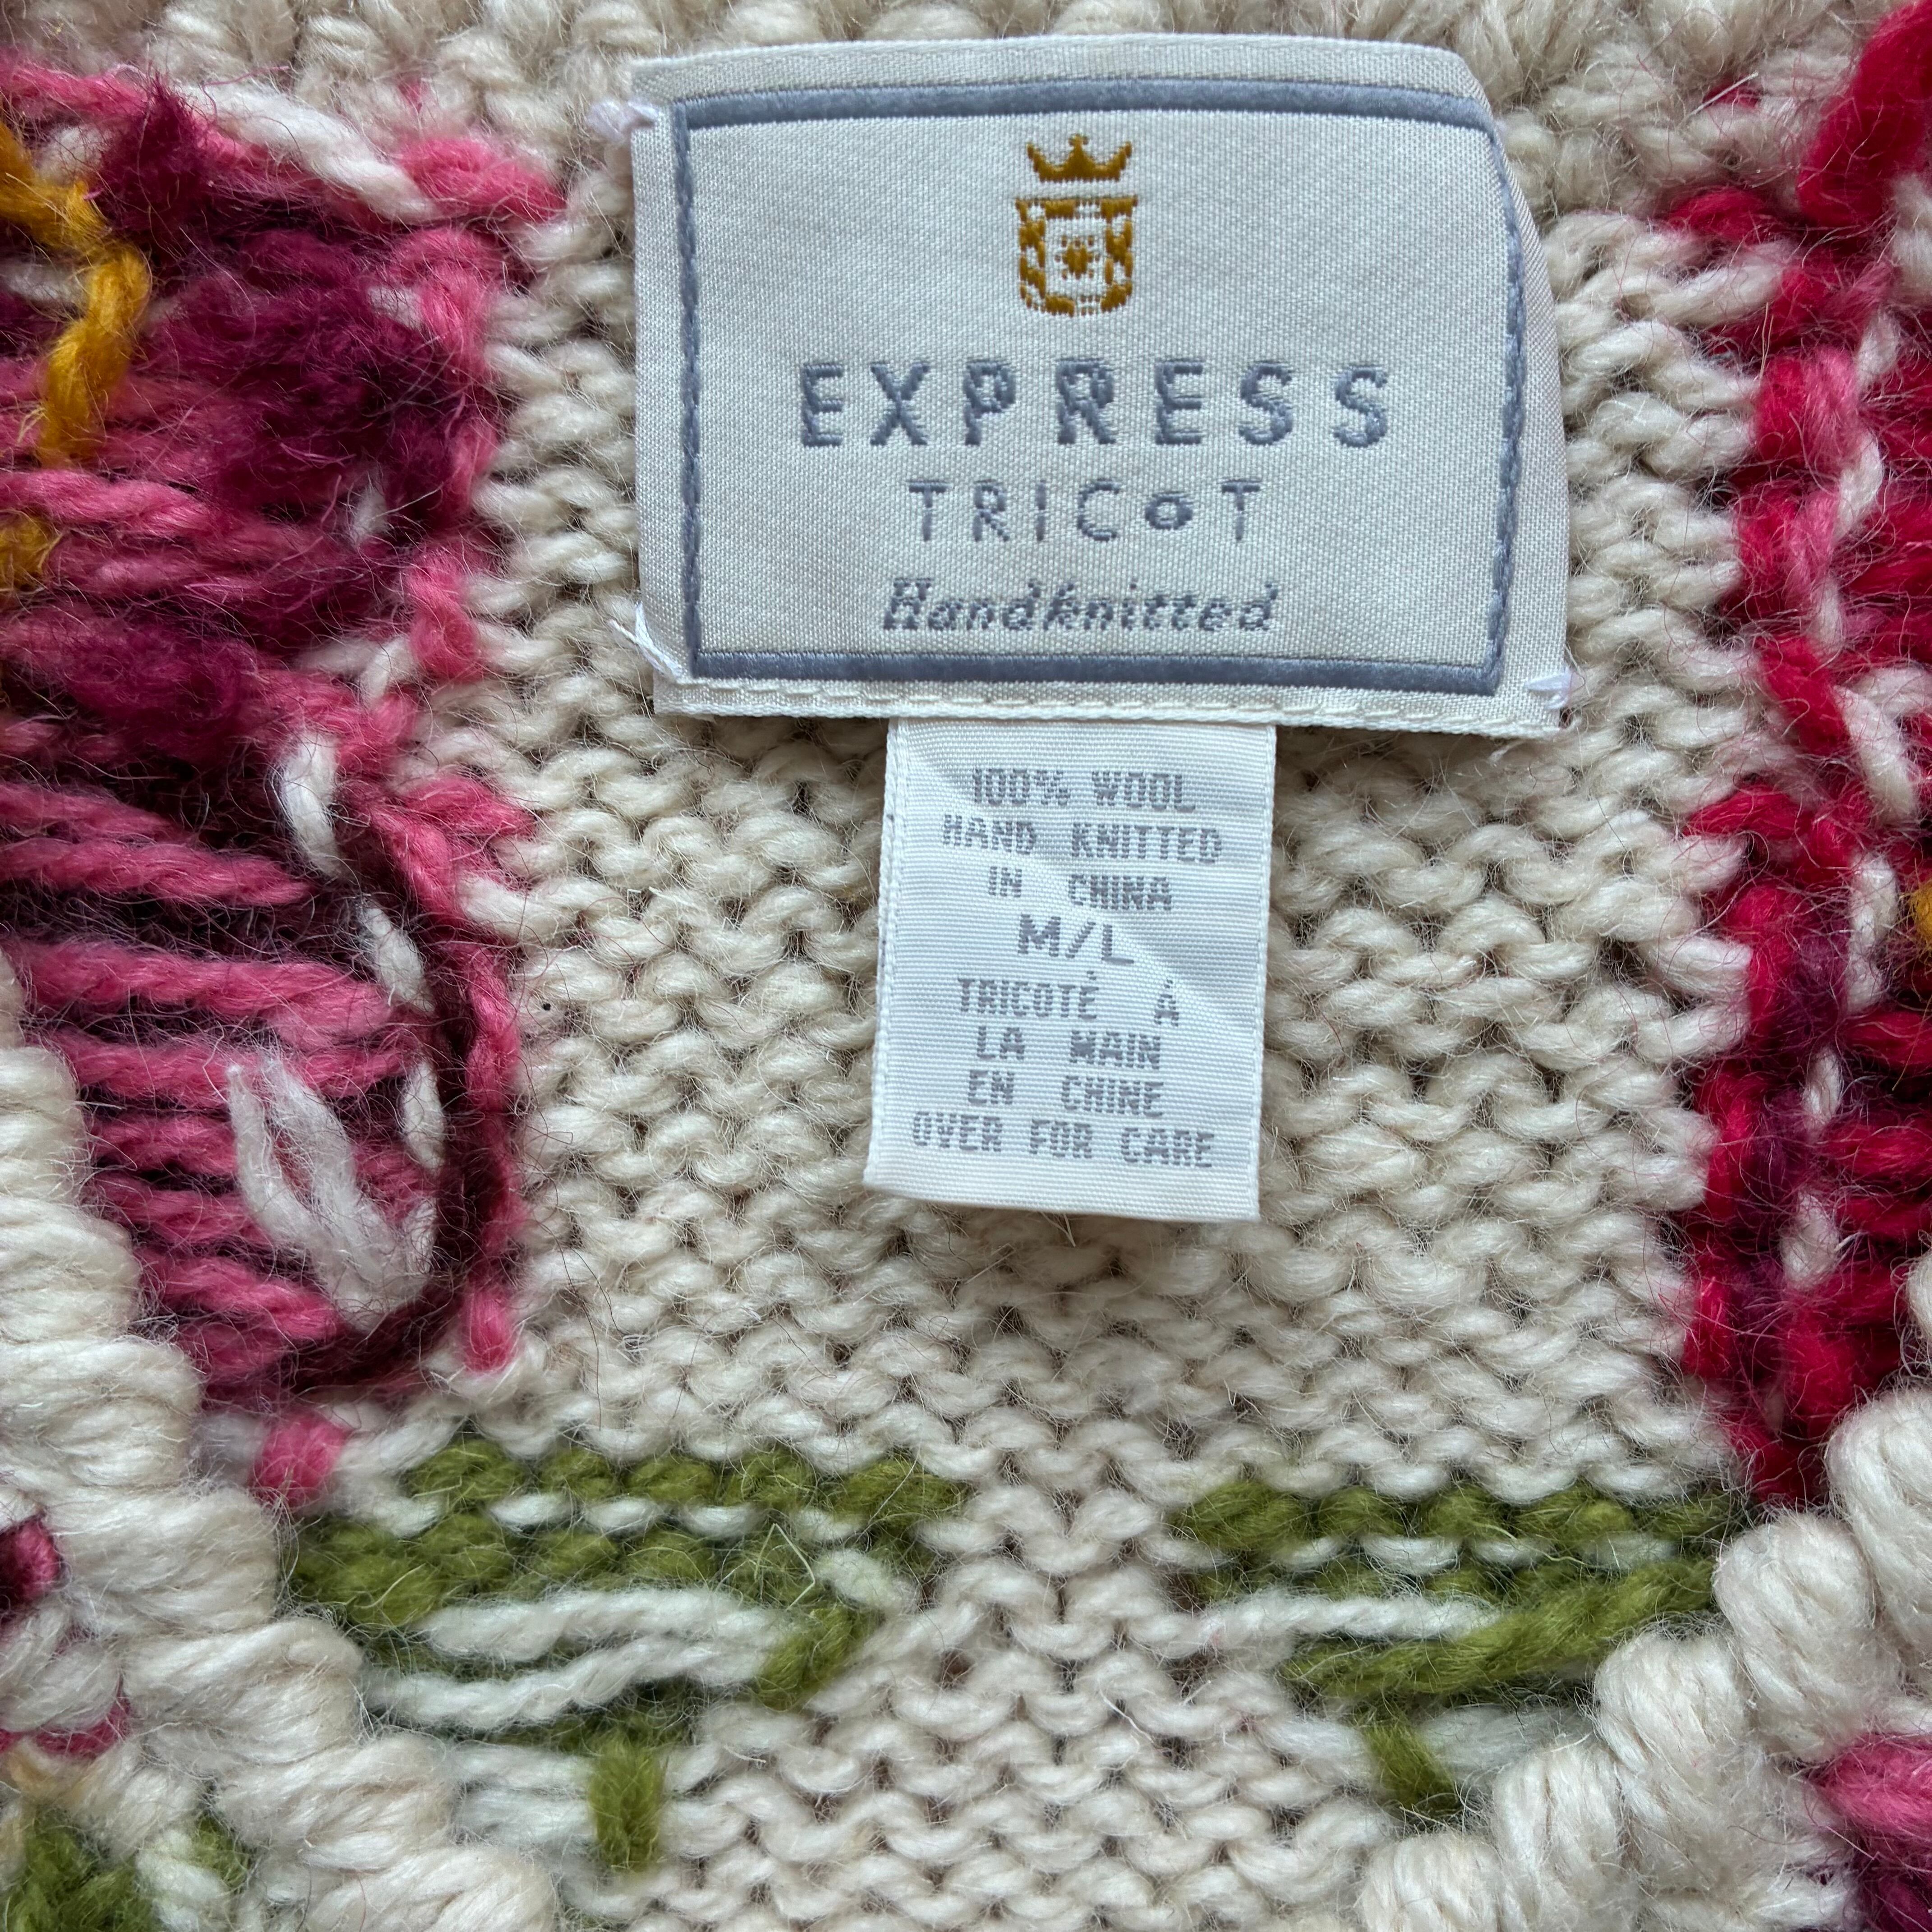 EXPRESS
TRICOT
Handknitted
100% WOOL
HAND KNITTED
IN CHINA
M/L
TRICOTÉ À
LA MAIN
EN CHINE
OVER FOR CARE